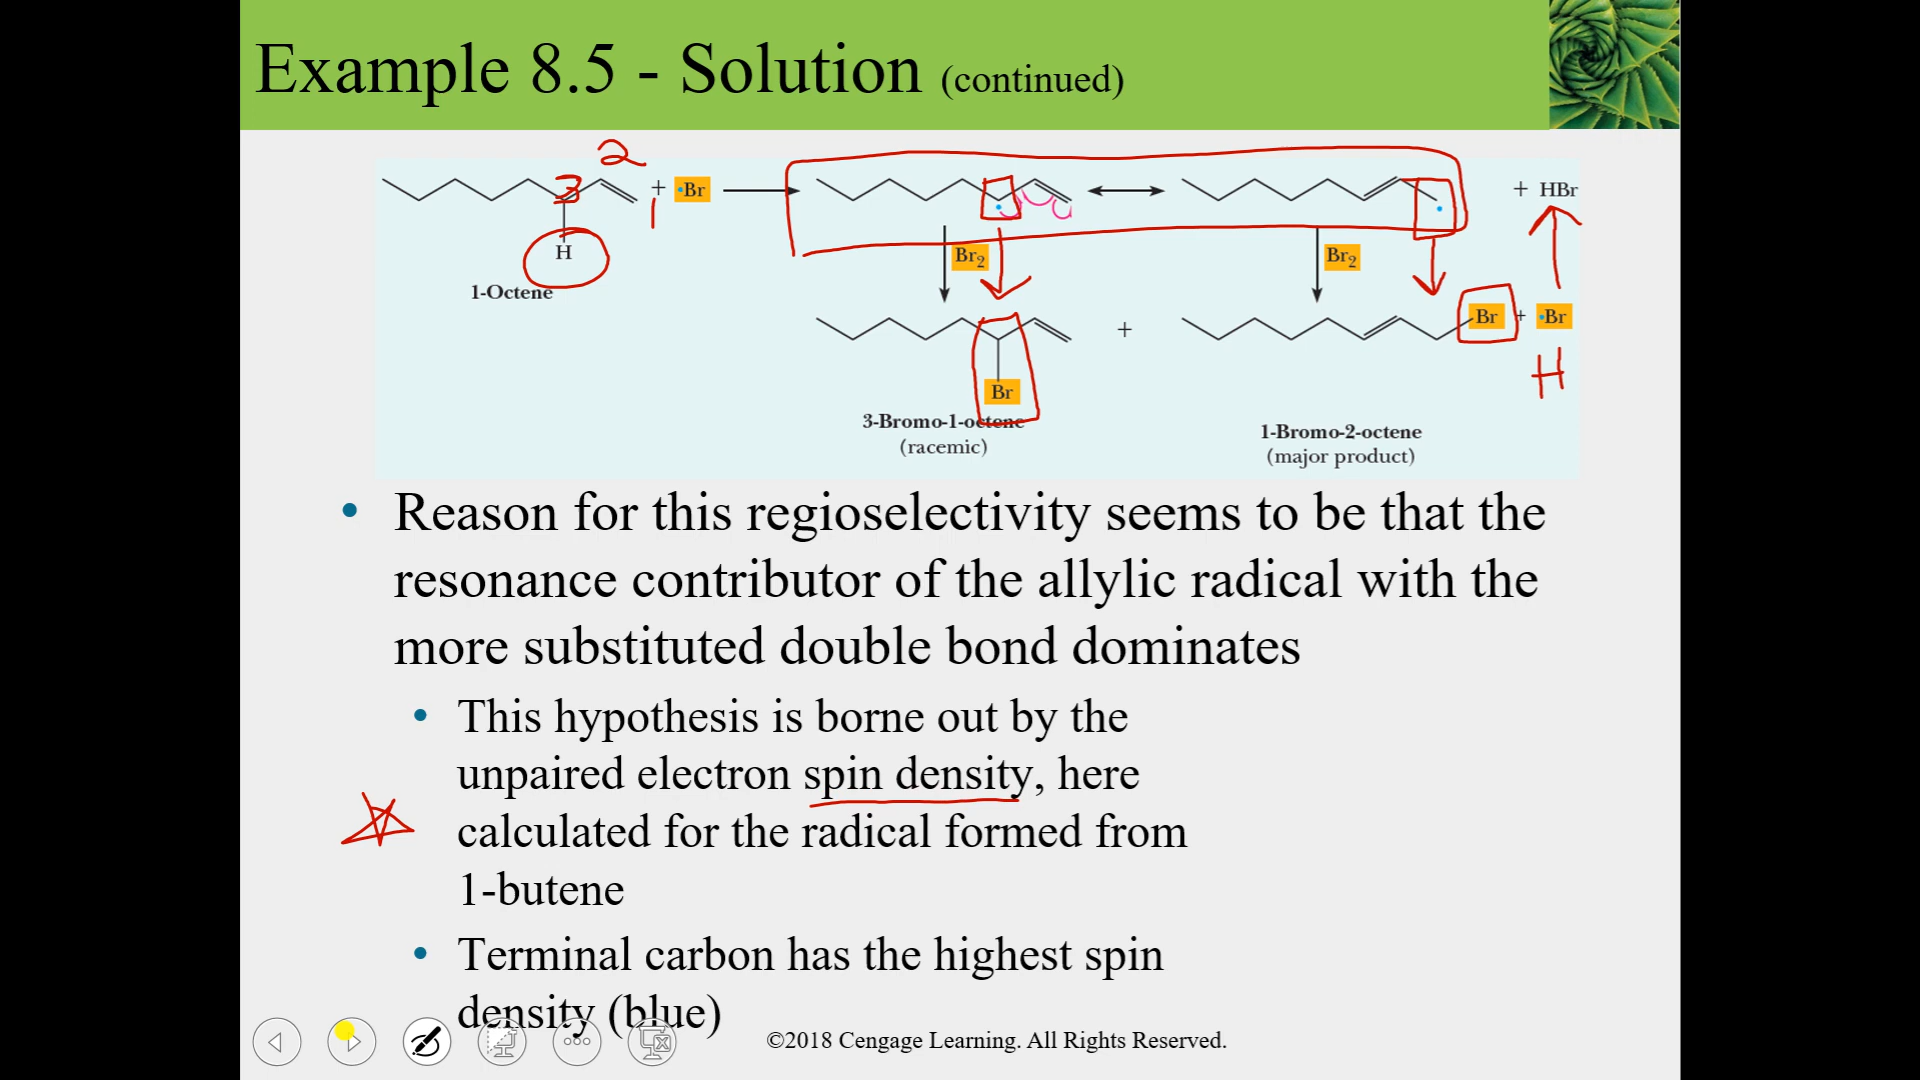 Example 8.5 - Solution (continued)
2
3 + •Br + HBr
1
H Br₂ Br₂
1-Octene
Br + •Br
+
H
Br
3-Bromo-1-octene
(racemic)
1-Bromo-2-octene
(major product)
• Reason for this regioselectivity seems to be that the
resonance contributor of the allylic radical with the
more substituted double bond dominates
• This hypothesis is borne out by the
unpaired electron spin density, here
calculated for the radical formed from
1-butene
• Terminal carbon has the highest spin
density (blue)
©2018 Cengage Learning. All Rights Reserved.